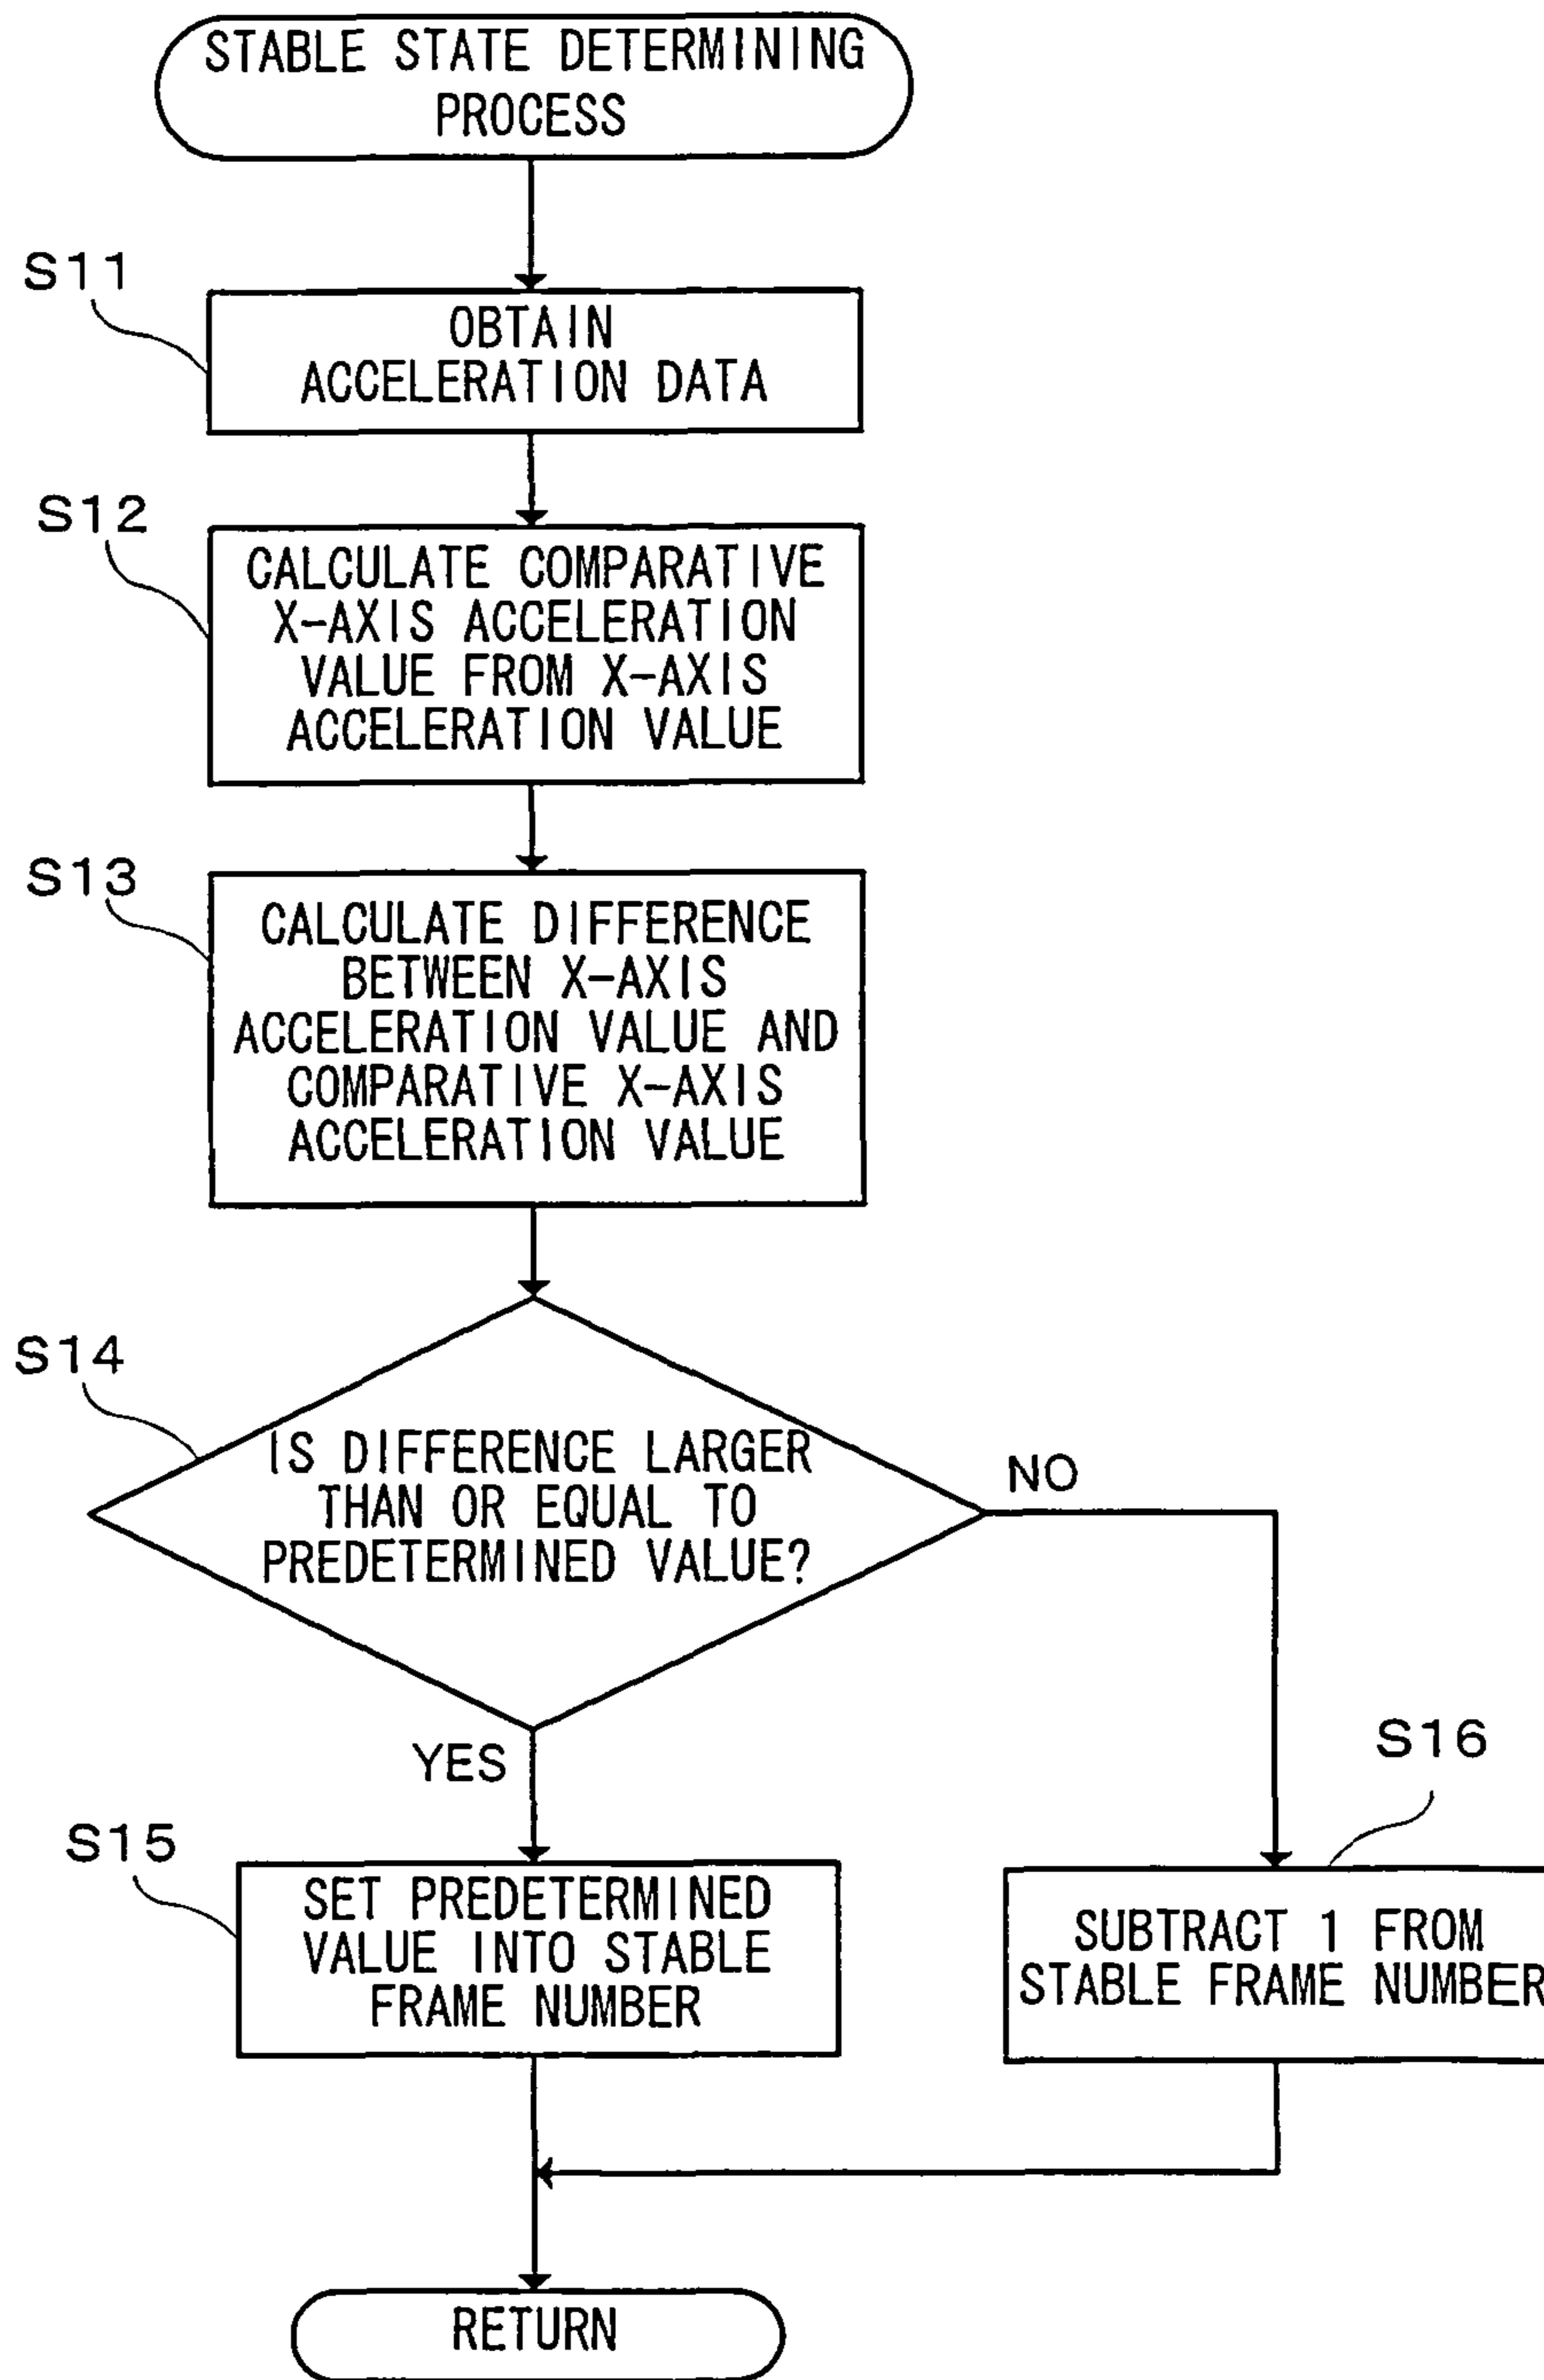 STABLE STATE DETERMINING
PROCESS
S11
OBTAIN
ACCELERATION DATA
S12
CALCULATE COMPARATIVE
X-AXIS ACCELERATION
VALUE FROM X-AXIS
ACCELERATION VALUE
S13
CALCULATE DIFFERENCE
BETWEEN X-AXIS
ACCELERATION VALUE AND
COMPARATIVE X-AXIS
ACCELERATION VALUE
S14
IS DIFFERENCE LARGER
THAN OR EQUAL TO
PREDETERMINED VALUE?
NO
YES
S15
SET PREDETERMINED
VALUE INTO STABLE
FRAME NUMBER
S16
SUBTRACT 1 FROM
STABLE FRAME NUMBER
RETURN